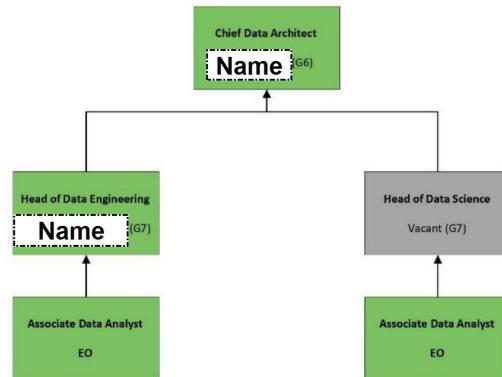 Chief Data Architect
Name (G6)
Head of Data Engineering
Name (G7)
Head of Data Science
Vacant (G7)
Associate Data Analyst
EO
Associate Data Analyst
EO